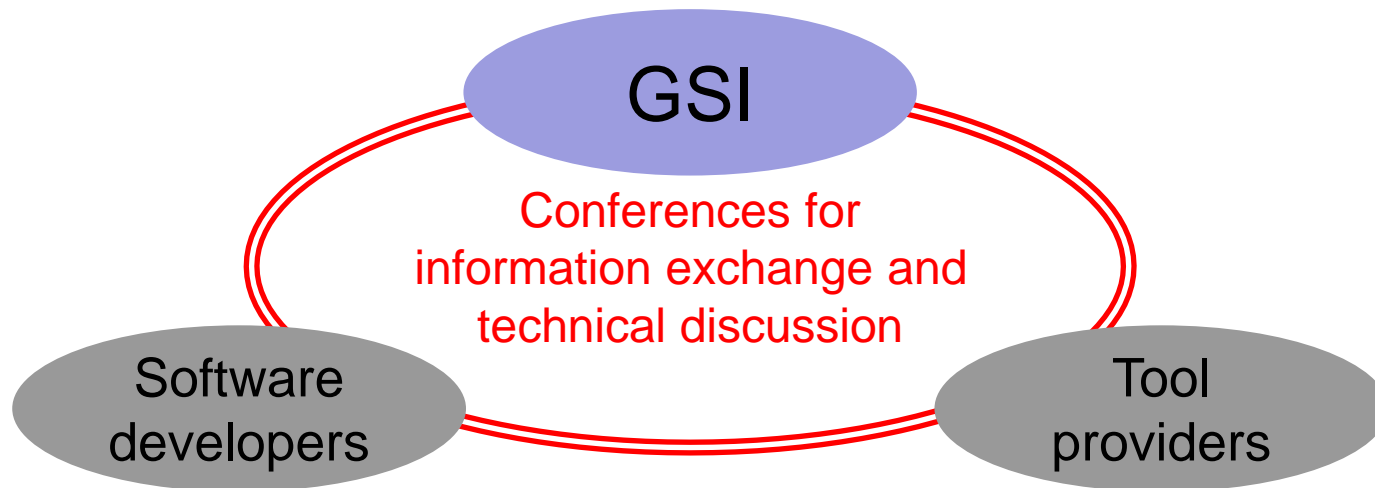 GSI
Conferences for
information exchange and
technical discussion
Software
developers
Tool
providers